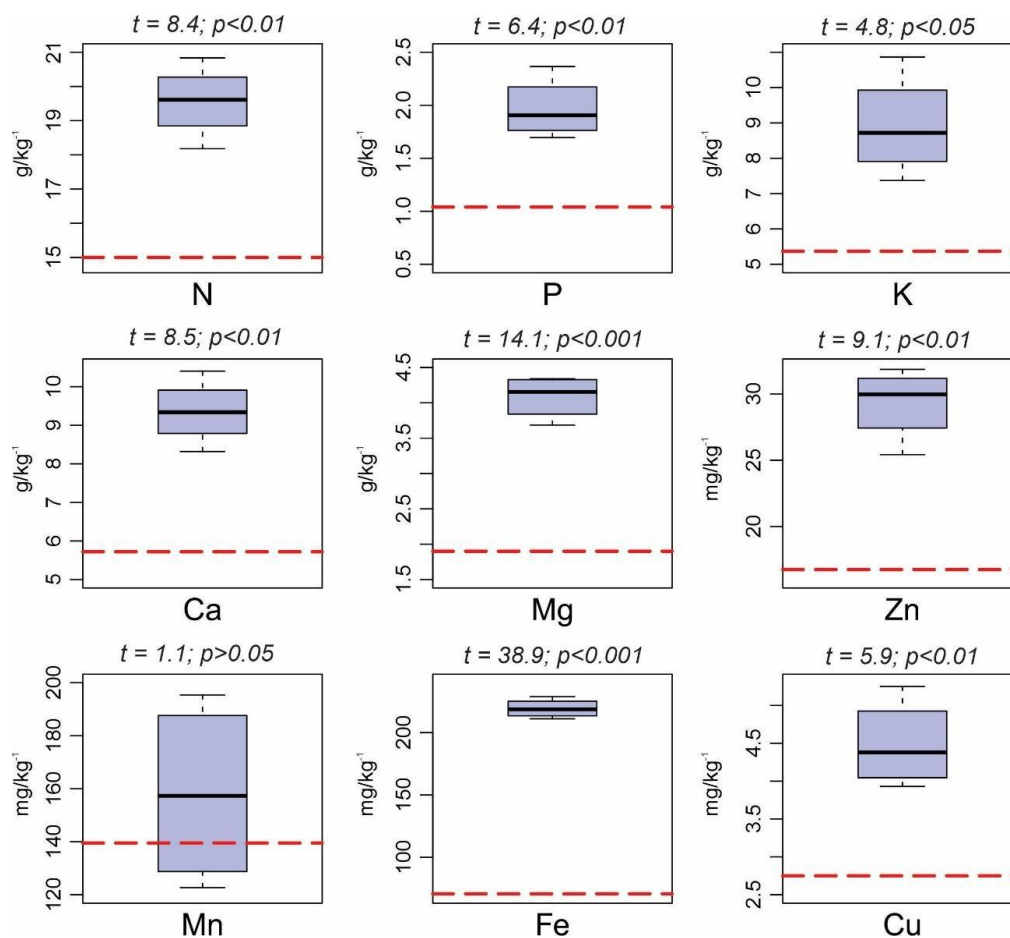 t = 8.4; p<0.01
21
19
17
15
g/kg⁻¹
N
t = 6.4; p<0.01
2.5
2.0
1.5
1.0
0.5
g/kg⁻¹
P
t = 4.8; p<0.05
10
9
8
7
6
5
g/kg⁻¹
K
t = 8.5; p<0.01
10
9
8
7
6
5
g/kg⁻¹
Ca
t = 14.1; p<0.001
4.5
3.5
2.5
1.5
g/kg⁻¹
Mg
t = 9.1; p<0.01
30
25
20
mg/kg⁻¹
Zn
t = 1.1; p>0.05
200
180
160
140
120
mg/kg⁻¹
Mn
t = 38.9; p<0.001
200
150
100
mg/kg⁻¹
Fe
t = 5.9; p<0.01
4.5
3.5
2.5
mg/kg⁻¹
Cu